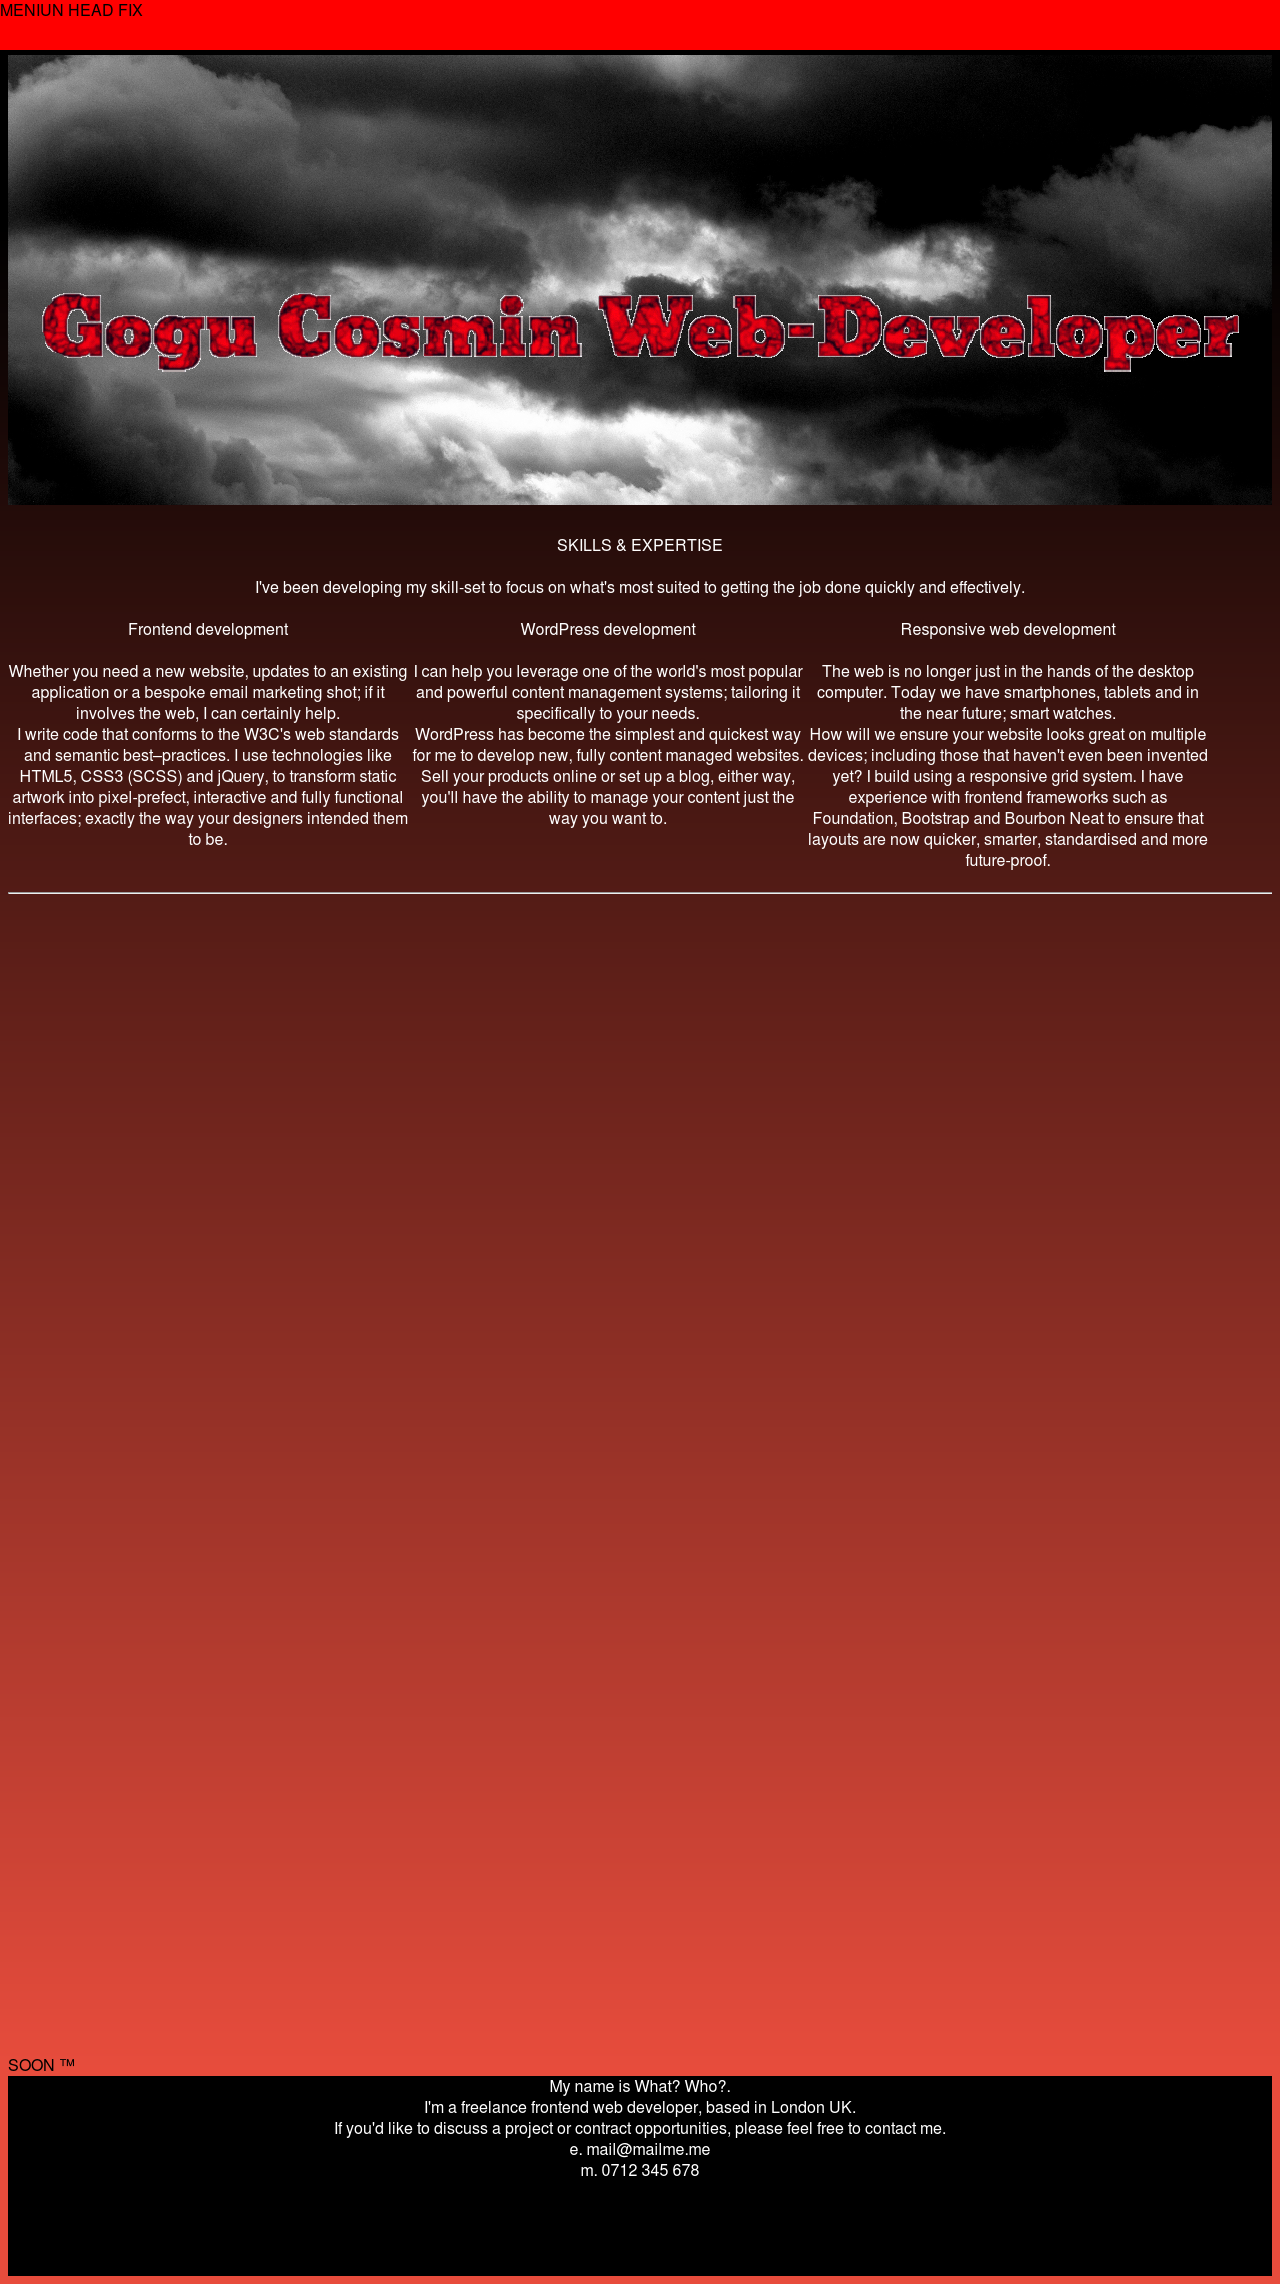 MENIUN HEAD FIX
Gogu Cosmin Web-Developer
SKILLS & EXPERTISE
I've been developing my skill-set to focus on what's most suited to getting the job done quickly and effectively.
Frontend development
Whether you need a new website, updates to an existing
application or a bespoke email marketing shot; if it
involves the web, I can certainly help.
I write code that conforms to the W3C's web standards
and semantic best–practices. I use technologies like
HTML5, CSS3 (SCSS) and jQuery, to transform static
artwork into pixel-prefect, interactive and fully functional
interfaces; exactly the way your designers intended them
to be.
WordPress development
I can help you leverage one of the world's most popular
and powerful content management systems; tailoring it
specifically to your needs.
WordPress has become the simplest and quickest way
for me to develop new, fully content managed websites.
Sell your products online or set up a blog, either way,
you'll have the ability to manage your content just the
way you want to.
Responsive web development
The web is no longer just in the hands of the desktop
computer. Today we have smartphones, tablets and in
the near future; smart watches.
How will we ensure your website looks great on multiple
devices; including those that haven't even been invented
yet? I build using a responsive grid system. I have
experience with frontend frameworks such as
Foundation, Bootstrap and Bourbon Neat to ensure that
layouts are now quicker, smarter, standardised and more
future-proof.
SOON ™
My name is What? Who?.
I'm a freelance frontend web developer, based in London UK.
If you'd like to discuss a project or contract opportunities, please feel free to contact me.
e. mail@mailme.me
m. 0712 345 678